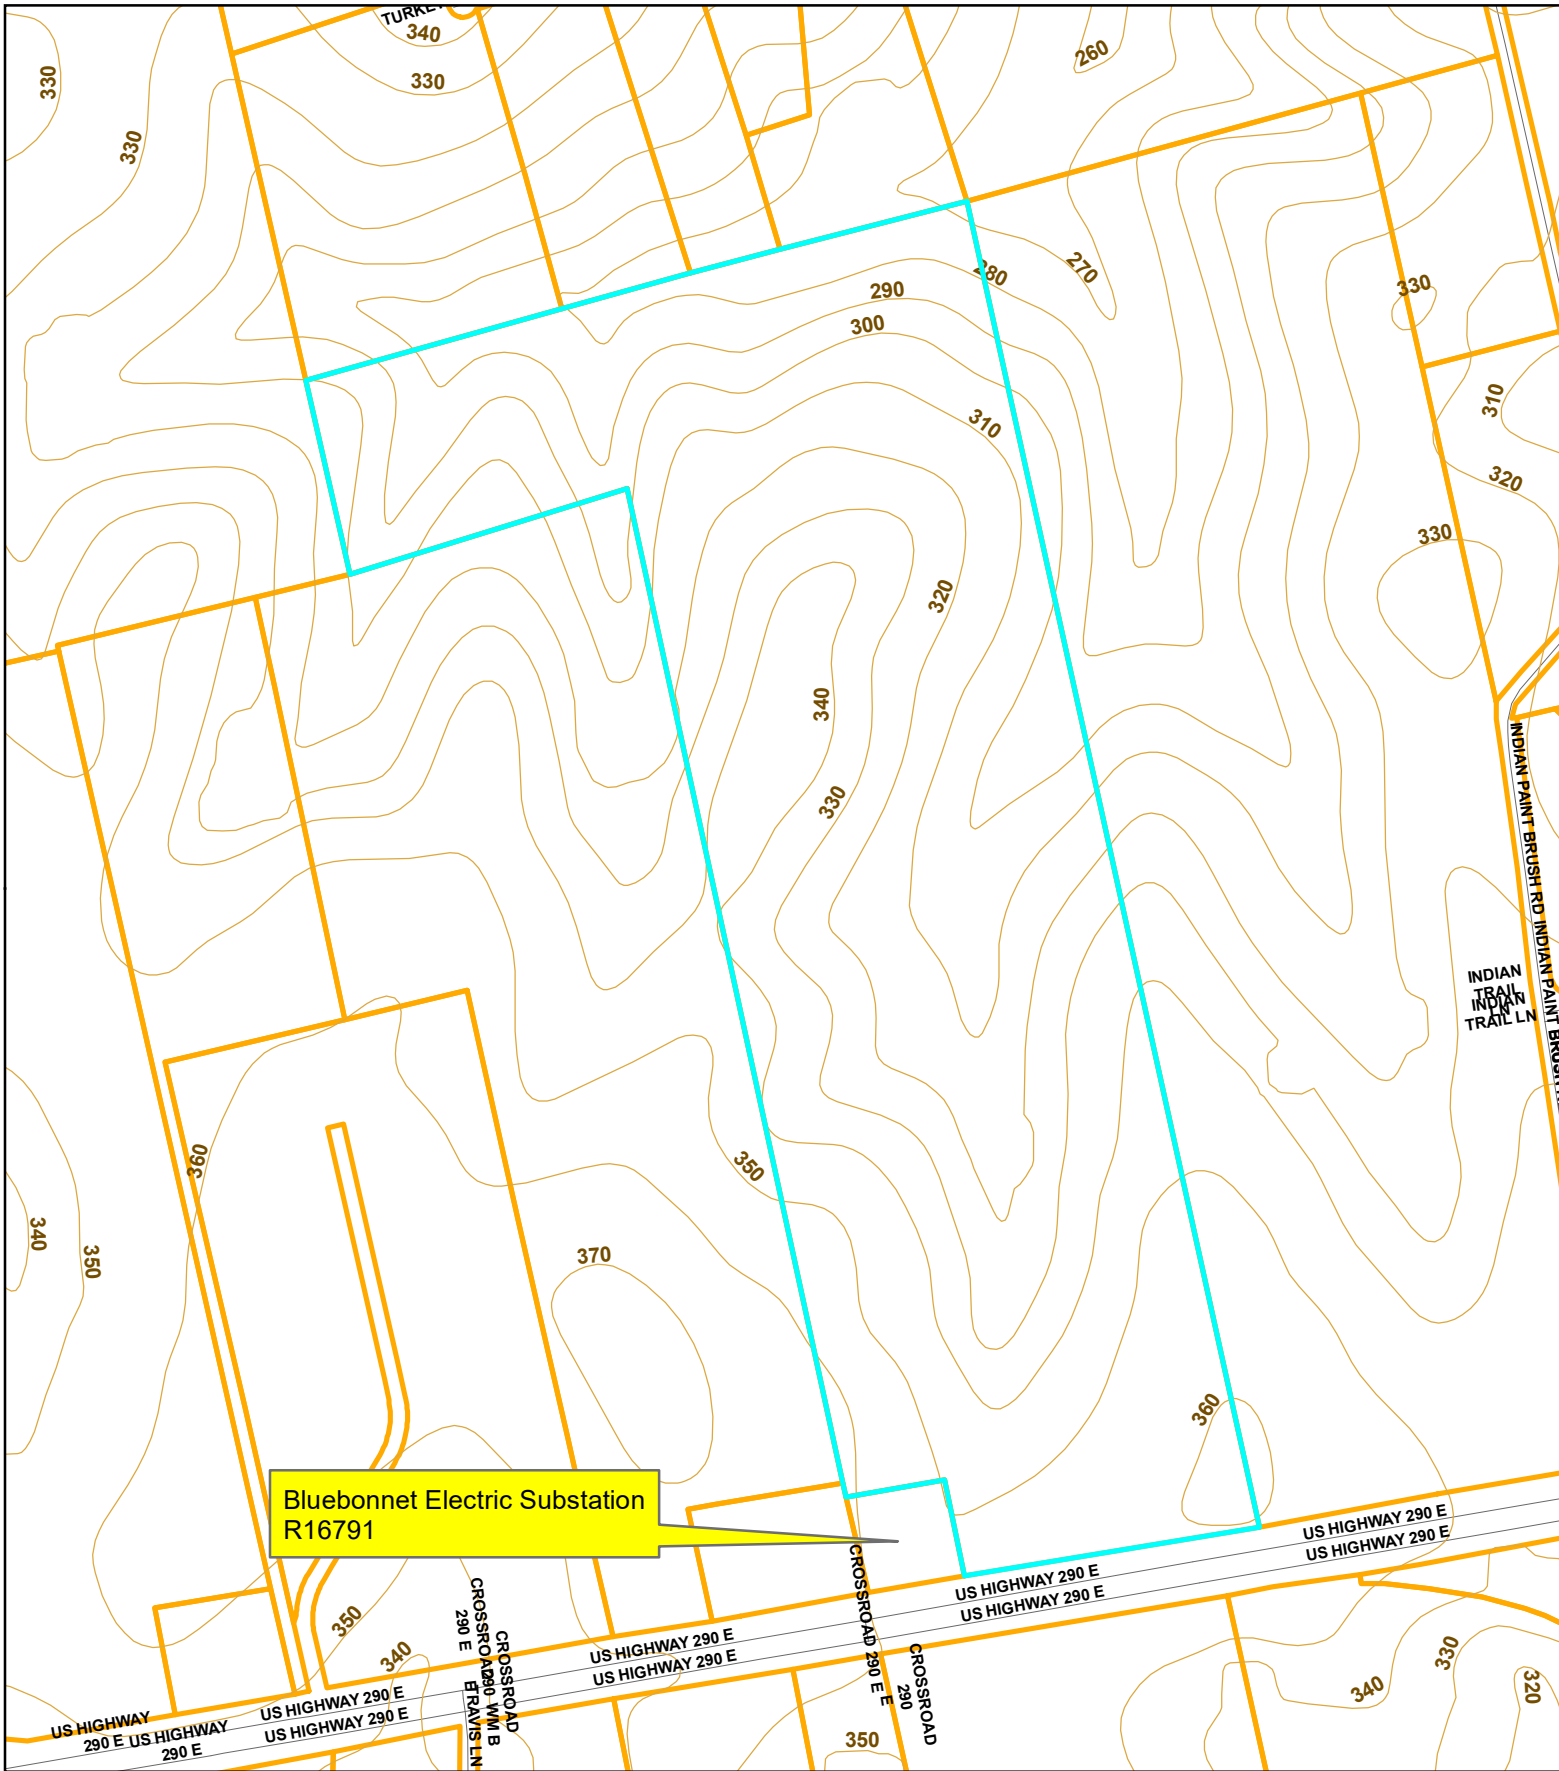 TURKEY
340
330
260
330
330
270
280
290
330
300
310
310
320
330
320
340
330
INDIAN PAINT BRUSH RD
INDIAN PAINT BRUSH RD
INDIAN
TRAIL
LN
INDIAN
TRAIL LN
350
360
340
350
370
360
Bluebonnet Electric Substation
R16791
US HIGHWAY 290 E
US HIGHWAY 290 E
US HIGHWAY 290 E
US HIGHWAY 290 E
CROSSROAD 290 E
CROSSROAD
290 E
CROSSROAD
290 E
CROSSROAD
290 WM B
TRAVIS LN
350
340
US HIGHWAY 290 E
US HIGHWAY 290 E
US HIGHWAY 290 E
US HIGHWAY 290 E
US HIGHWAY
290 E
US HIGHWAY
290 E
350
340
330
320